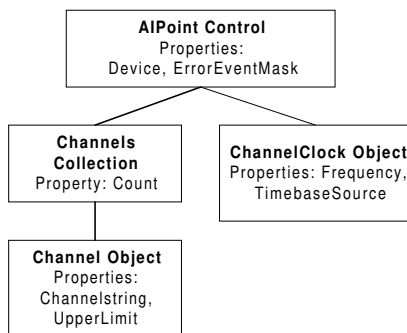 AIPoint Control
Properties:
Device, ErrorEventMask
Channels
Collection
Property: Count
ChannelClock Object
Properties: Frequency,
TimebaseSource
Channel Object
Properties:
Channelstring,
UpperLimit